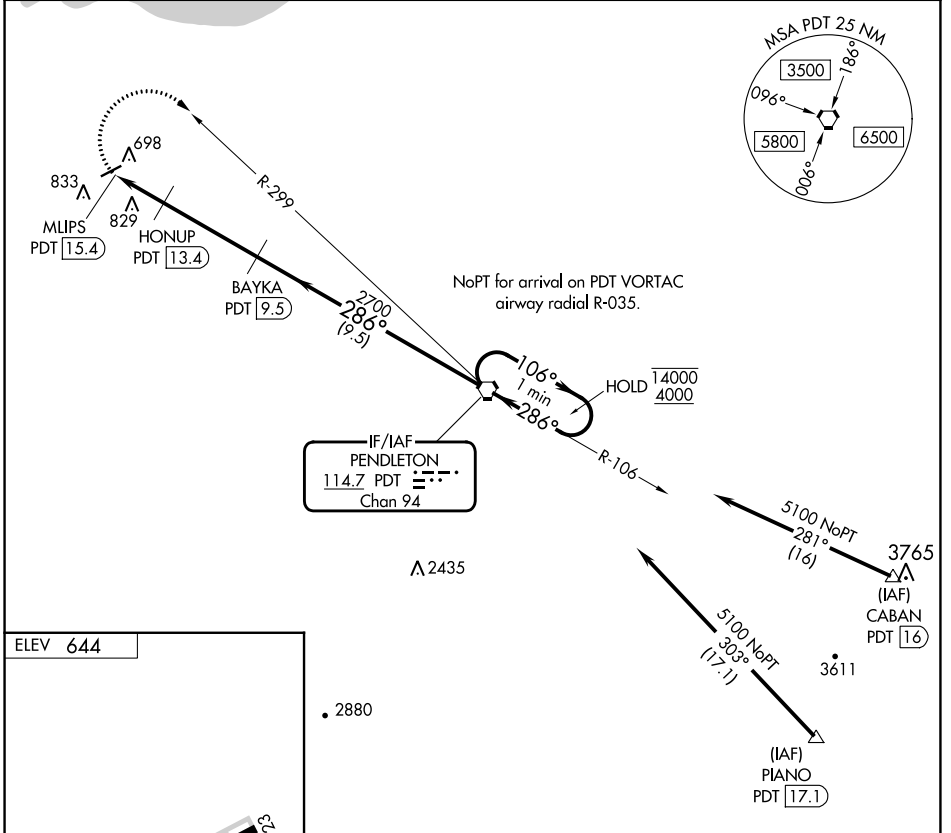 MSA PDT 25 NM
3500
186°
096°
5800
6500
006°
698
833
829
MLIPS
PDT 15.4
HONUP
PDT 13.4
BAYKA
PDT 9.5
R-299
2700
286°
(9.5)
NoPT for arrival on PDT VORTAC
airway radial R-035.
106°
1 min
286°
HOLD 14000
4000
R-106
IF/IAF
PENDLETON
114.7 PDT
Chan 94
2435
5100 NoPT
281°
(16)
3765
(IAF)
CABAN
PDT 16
5100 NoPT
303°
(17.1)
3611
(IAF)
PIANO
PDT 17.1
ELEV 644
2880
23